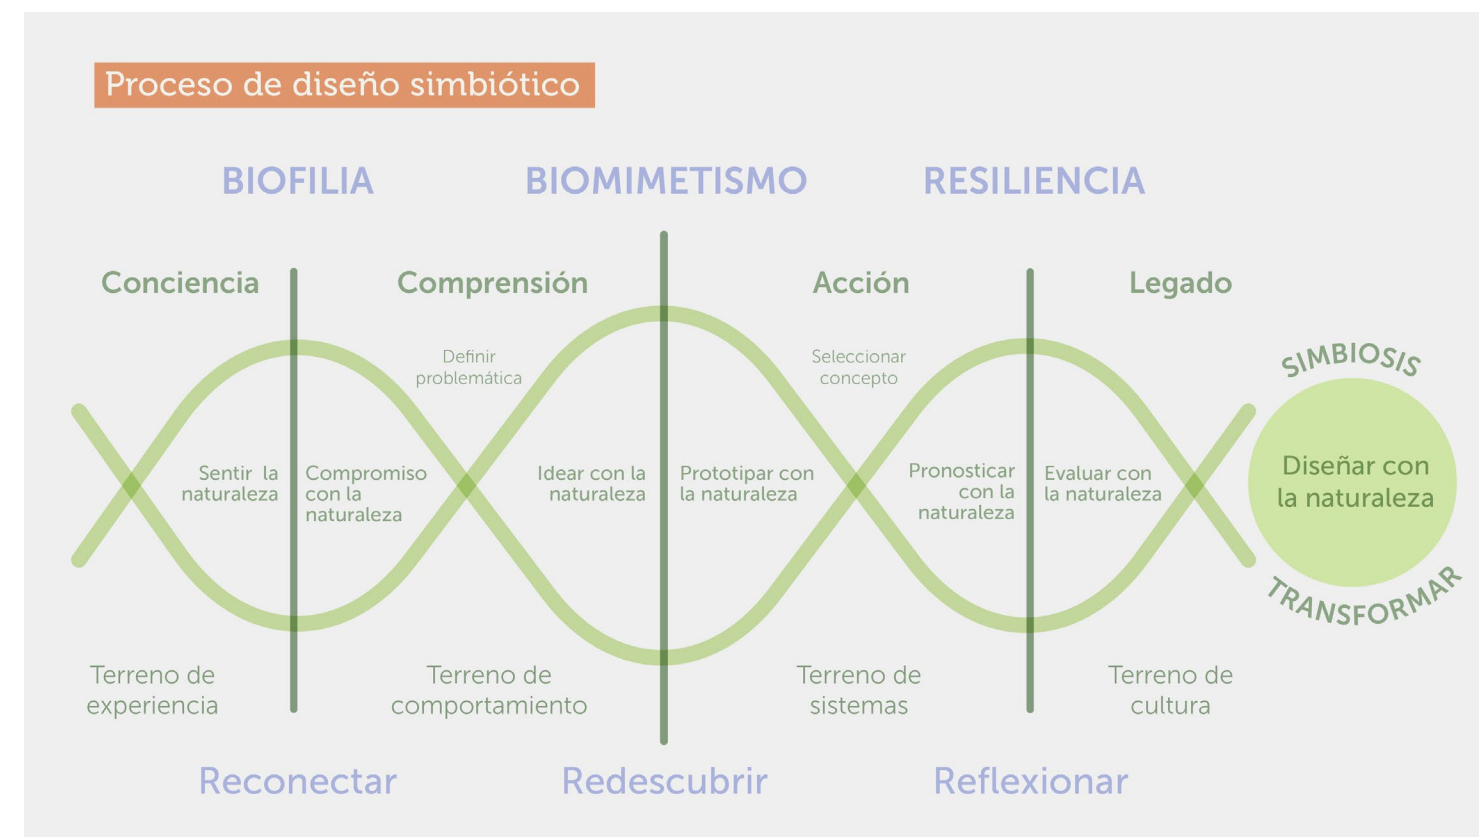 Proceso de diseño simbiótico
BIOFILIA
BIOMIMETISMO
RESILIENCIA
Conciencia
Comprensión
Acción
Legado
Definir
problemática
Seleccionar
concepto
Sentir la
naturaleza
Compromiso
con la
naturaleza
Idear con la
naturaleza
Prototipar con
la naturaleza
Pronosticar
con la
naturaleza
Evaluar con
la naturaleza
SIMBIOSIS
Diseñar con
la naturaleza
TRANSFORMAR
Terreno de
experiencia
Terreno de
comportamiento
Terreno de
sistemas
Terreno de
cultura
Reconectar
Redescubrir
Reflexionar